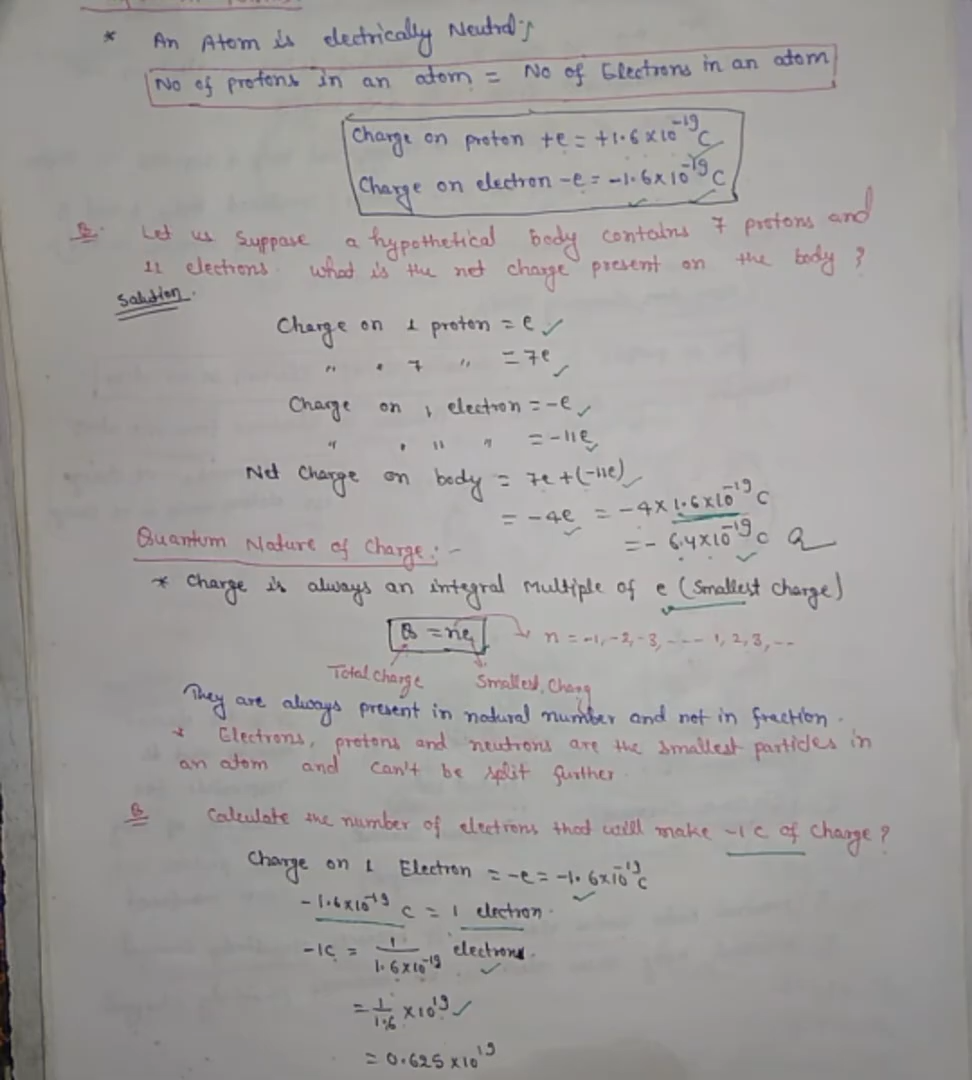 * An Atom is electrically Neutral;
No of protons in an atom = No of Electrons in an atom
Charge on proton +e = +1.6×10⁻¹⁹ C
Charge on electron -e = -1.6×10⁻¹⁹ C
Q. Let us suppose a hypothetical body contains 7 protons and
11 electrons. what is the net charge present on the body ?
Solution.
Charge on 1 proton = e ✓
" " 7 " = 7e ✓
Charge on 1 electron = -e ✓
" " 11 " = -11e ✓
Net Charge on body = 7e + (-11e) ✓
= -4e = -4 × 1.6×10⁻¹⁹ C
= - 6.4×10⁻¹⁹ C
Quantum Nature of Charge : -
* Charge is always an integral multiple of e (smallest charge)
Q = ne n = -1, -2, -3, ---- 1, 2, 3, --
Total charge Smallest Charg
They are always present in natural number and not in fraction.
* Electrons, protons and neutrons are the smallest particles in
an atom and can't be split further.
Q Calculate the number of electrons that will make -1 C of Charge ?
Charge on 1 Electron = -e = -1.6×10⁻¹⁹ C
-1.6×10⁻¹⁹ C = 1 electron.
-1C = 1/1.6×10⁻¹⁹ electrons.
= 1/1.6 ×10¹⁹ ✓
= 0.625 ×10¹⁹